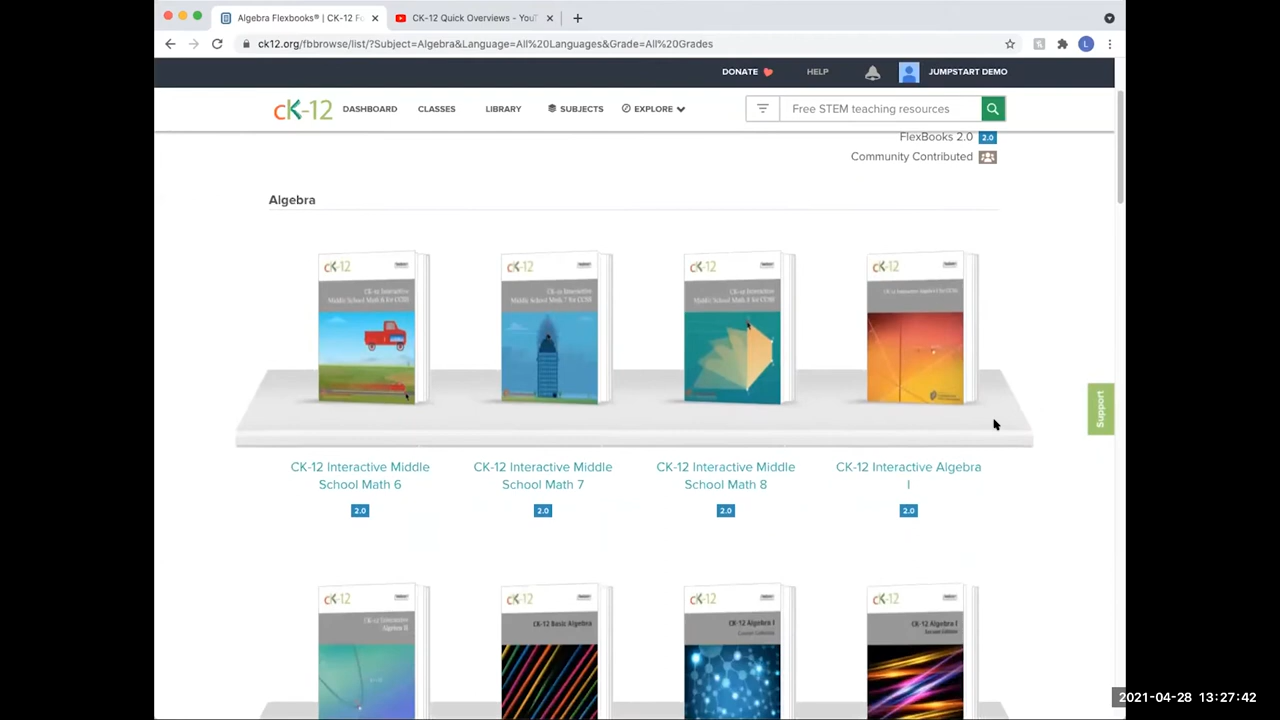 Algebra Flexbooks® | CK-12 Fo
CK-12 Quick Overviews - YouT
ck12.org/fbbrowse/list/?Subject=Algebra&Language=All%20Languages&Grade=All%20Grades
L
DONATE
HELP
JUMPSTART DEMO
cK-12
DASHBOARD
CLASSES
LIBRARY
SUBJECTS
EXPLORE
Free STEM teaching resources
FlexBooks 2.0
2.0
Community Contributed
Algebra
cK-12
CK-12 Interactive
Middle School Math 6 for CCSS
cK-12
CK-12 Interactive
Middle School Math 7 for CCSS
cK-12
CK-12 Interactive
Middle School Math 8 for CCSS
cK-12
CK-12 Interactive Algebra I for CCSS
Support
CK-12 Interactive Middle
School Math 6
2.0
CK-12 Interactive Middle
School Math 7
2.0
CK-12 Interactive Middle
School Math 8
2.0
CK-12 Interactive Algebra
I
2.0
cK-12
CK-12 Interactive
Algebra II
cK-12
CK-12 Basic Algebra
cK-12
CK-12 Algebra I
cK-12
CK-12 Algebra I
Second Edition
2021-04-28 13:27:42